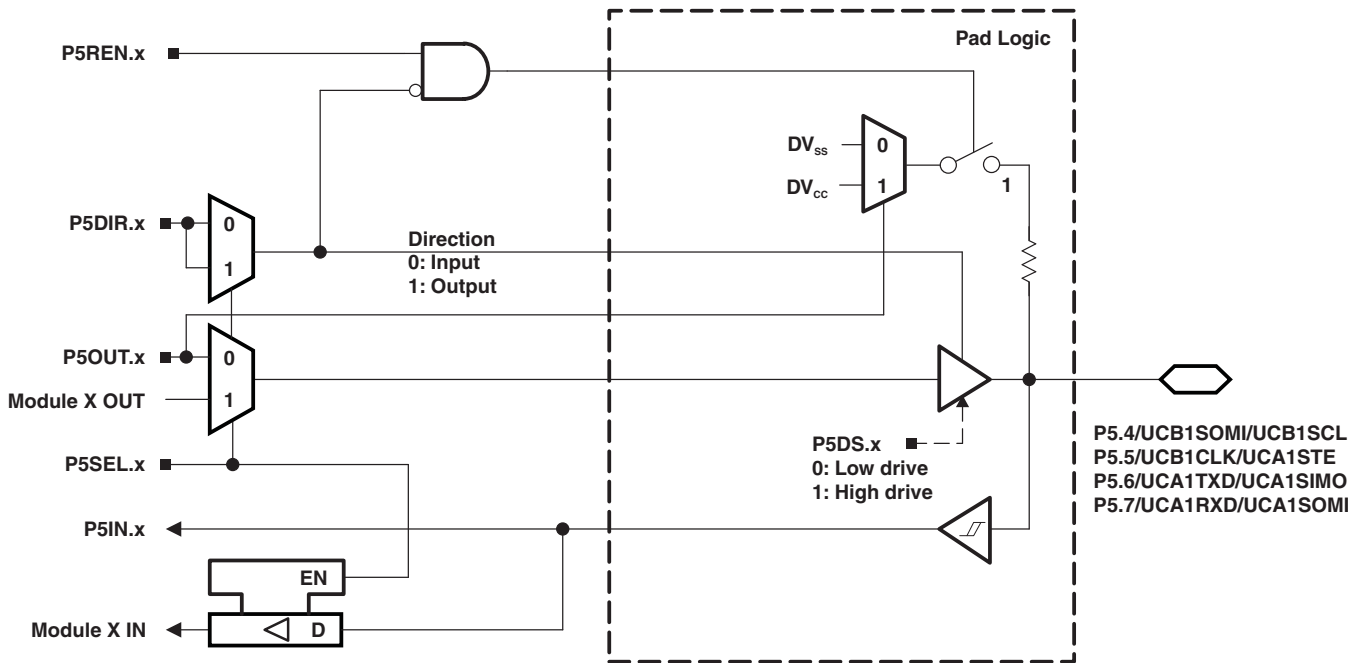 Pad Logic
P5REN.x
DVSS
0
DVCC
1
1
P5DIR.x
0
1
Direction
0: Input
1: Output
P5OUT.x
0
Module X OUT
1
P5DS.x
0: Low drive
1: High drive
P5.4/UCB1SOMI/UCB1SCL
P5.5/UCB1CLK/UCA1STE
P5.6/UCA1TXD/UCA1SIMO
P5.7/UCA1RXD/UCA1SOMI
P5SEL.x
P5IN.x
EN
Module X IN
D